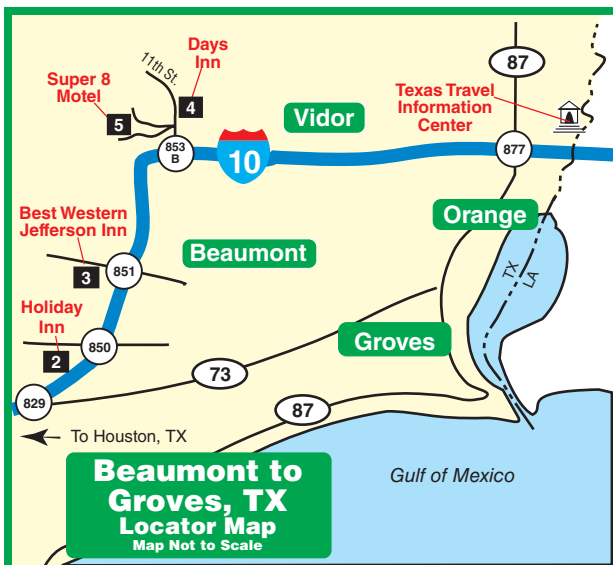 87
Days
Inn
11th St.
Super 8
Motel
4
5
Texas Travel
Information
Center
Vidor
853
B
10
877
Orange
Best Western
Jefferson Inn
Beaumont
3
851
TX
LA
Holiday
Inn
2
850
Groves
73
829
87
To Houston, TX
Beaumont to
Groves, TX
Locator Map
Map Not to Scale
Gulf of Mexico